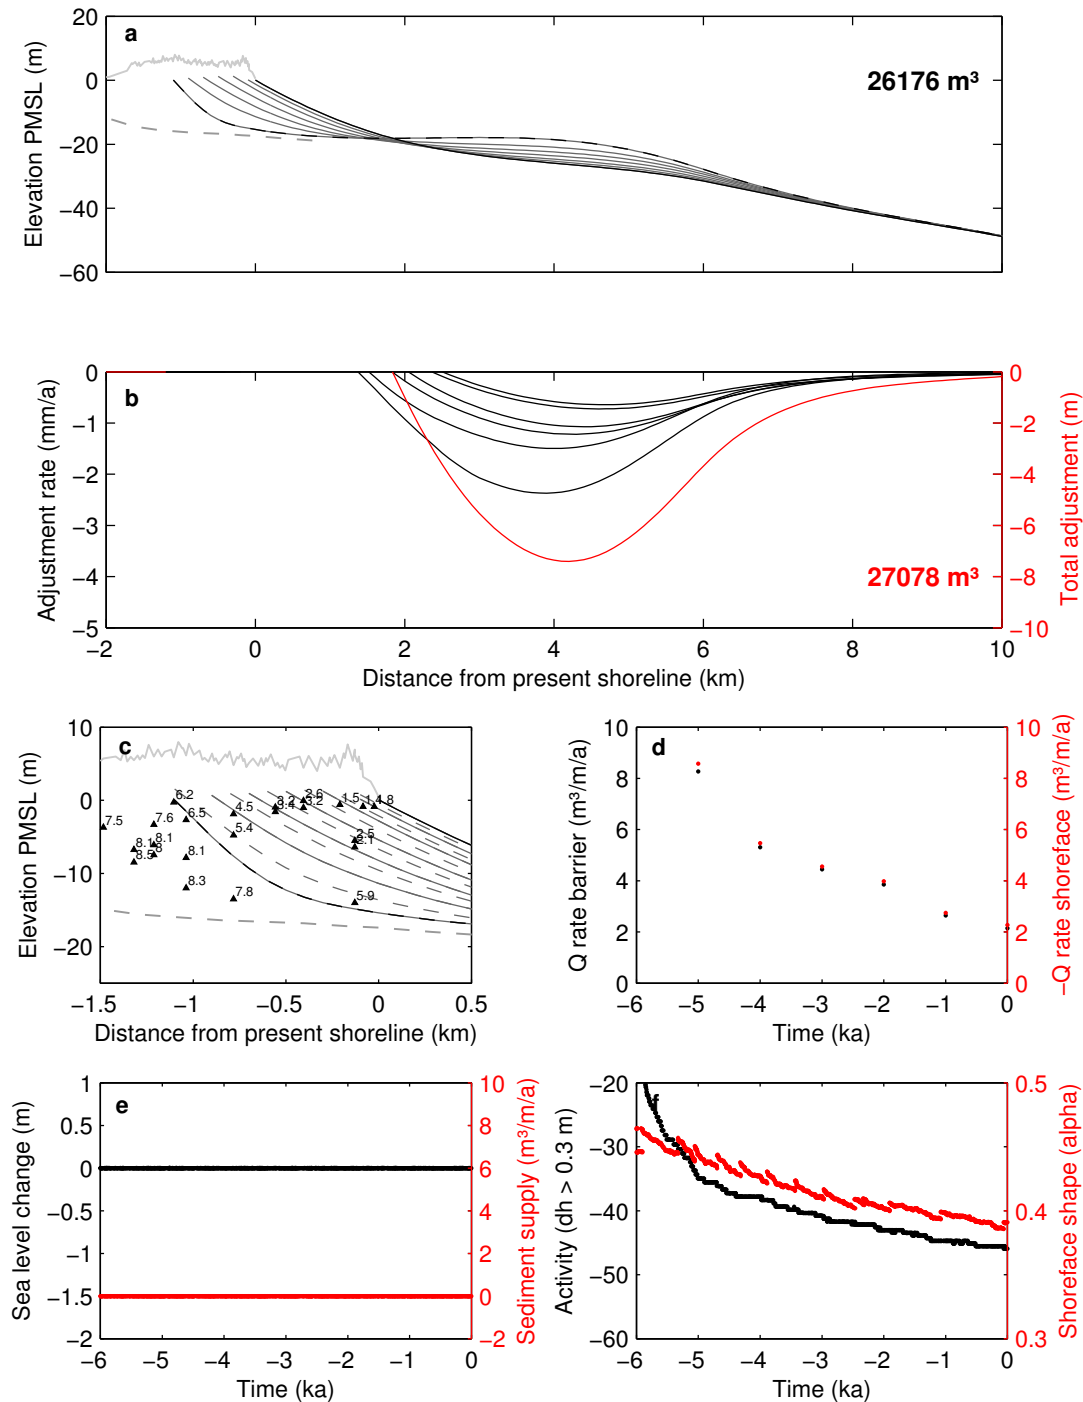 20
0
−20
−40
−60
Elevation PMSL (m)
a
26176 m³
0
−1
−2
−3
−4
−5
Adjustment rate (mm/a)
b
27078 m³
0
−2
−4
−6
−8
−10
Total adjustment (m)
−2 0 2 4 6 8 10
Distance from present shoreline (km)
10
0
−10
−20
Elevation PMSL (m)
c
6.2
7.5
7.6
6.5
8.1
8.1
8.5
8
8.1
8.3
7.8
4.5
5.4
3.2
3.4
2.6
3.2
1.5
1.4
1.8
2.5
2.1
5.9
−1.5 −1 −0.5 0 0.5
Distance from present shoreline (km)
10
8
6
4
2
0
Q rate barrier (m³/m/a)
d
10
8
6
4
2
0
−Q rate shoreface (m³/m/a)
−6 −5 −4 −3 −2 −1 0
Time (ka)
1
0.5
0
−0.5
−1
−1.5
−2
Sea level change (m)
e
10
8
6
4
2
0
−2
Sediment supply (m³/m/a)
−6 −5 −4 −3 −2 −1 0
Time (ka)
−20
−30
−40
−50
−60
Activity (dh > 0.3 m)
f
0.5
0.4
0.3
Shoreface shape (alpha)
−6 −5 −4 −3 −2 −1 0
Time (ka)